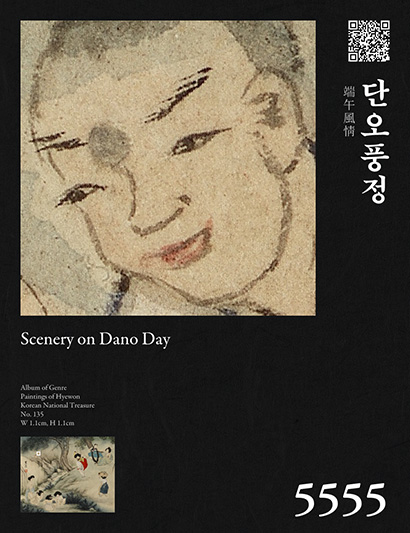 단오풍정
端午風情
Scenery on Dano Day
Album of Genre
Paintings of Hyewon
Korean National Treasure
No. 135
W 1.1cm, H 1.1cm
5555